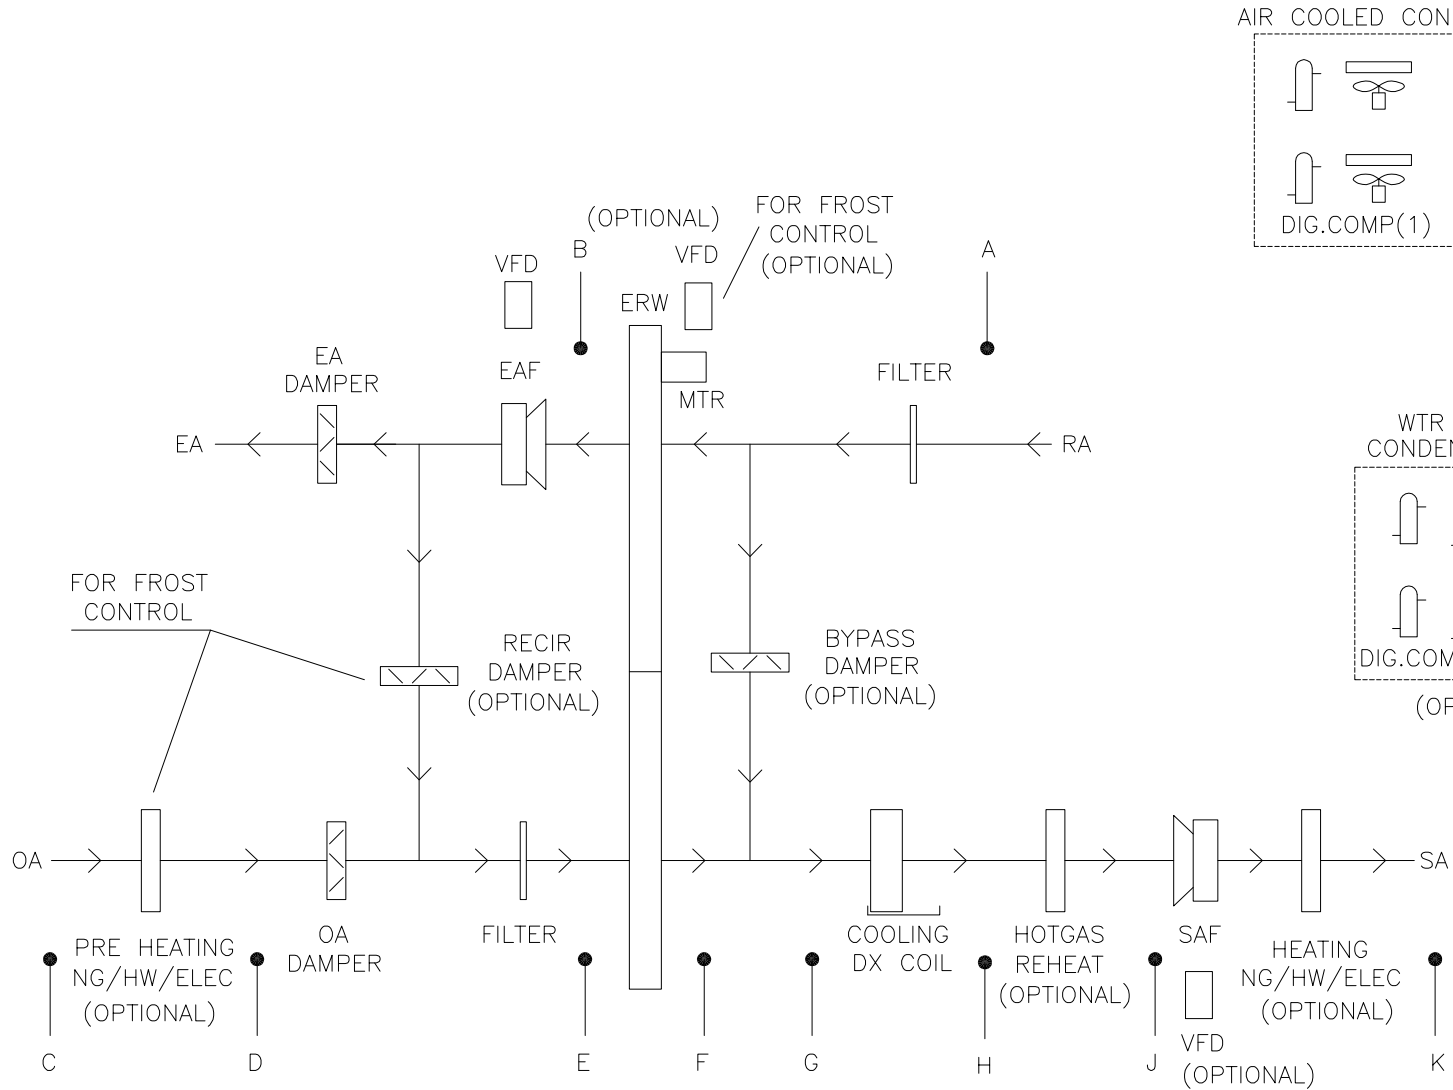 AIR COOLED CON
DIG.COMP(1)
(OPTIONAL)
VFD
FOR FROST
CONTROL
(OPTIONAL)
A
B
VFD
ERW
EA
DAMPER
EAF
MTR
FILTER
EA
RA
WTR
CONDEN
DIG.COM
(OP
FOR FROST
CONTROL
RECIR
DAMPER
(OPTIONAL)
BYPASS
DAMPER
(OPTIONAL)
OA
SA
PRE HEATING
NG/HW/ELEC
(OPTIONAL)
OA
DAMPER
FILTER
COOLING
DX COIL
HOTGAS
REHEAT
(OPTIONAL)
SAF
HEATING
NG/HW/ELEC
(OPTIONAL)
VFD
(OPTIONAL)
C
D
E
F
G
H
J
K